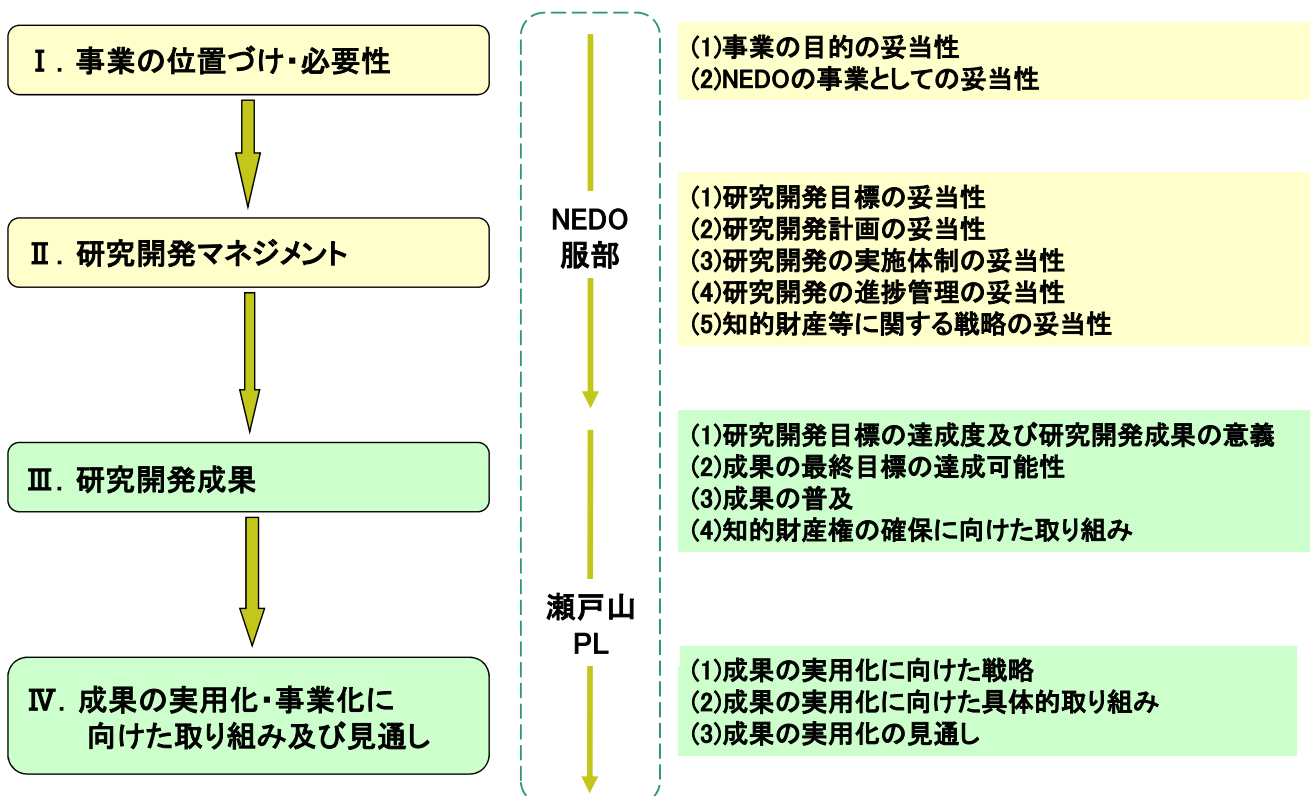 Ⅰ. 事業の位置づけ・必要性
(1)事業の目的の妥当性
(2)NEDOの事業としての妥当性
Ⅱ. 研究開発マネジメント
NEDO
服部
(1)研究開発目標の妥当性
(2)研究開発計画の妥当性
(3)研究開発の実施体制の妥当性
(4)研究開発の進捗管理の妥当性
(5)知的財産等に関する戦略の妥当性
Ⅲ. 研究開発成果
(1)研究開発目標の達成度及び研究開発成果の意義
(2)成果の最終目標の達成可能性
(3)成果の普及
(4)知的財産権の確保に向けた取り組み
瀬戸山
PL
Ⅳ. 成果の実用化・事業化に
向けた取り組み及び見通し
(1)成果の実用化に向けた戦略
(2)成果の実用化に向けた具体的取り組み
(3)成果の実用化の見通し